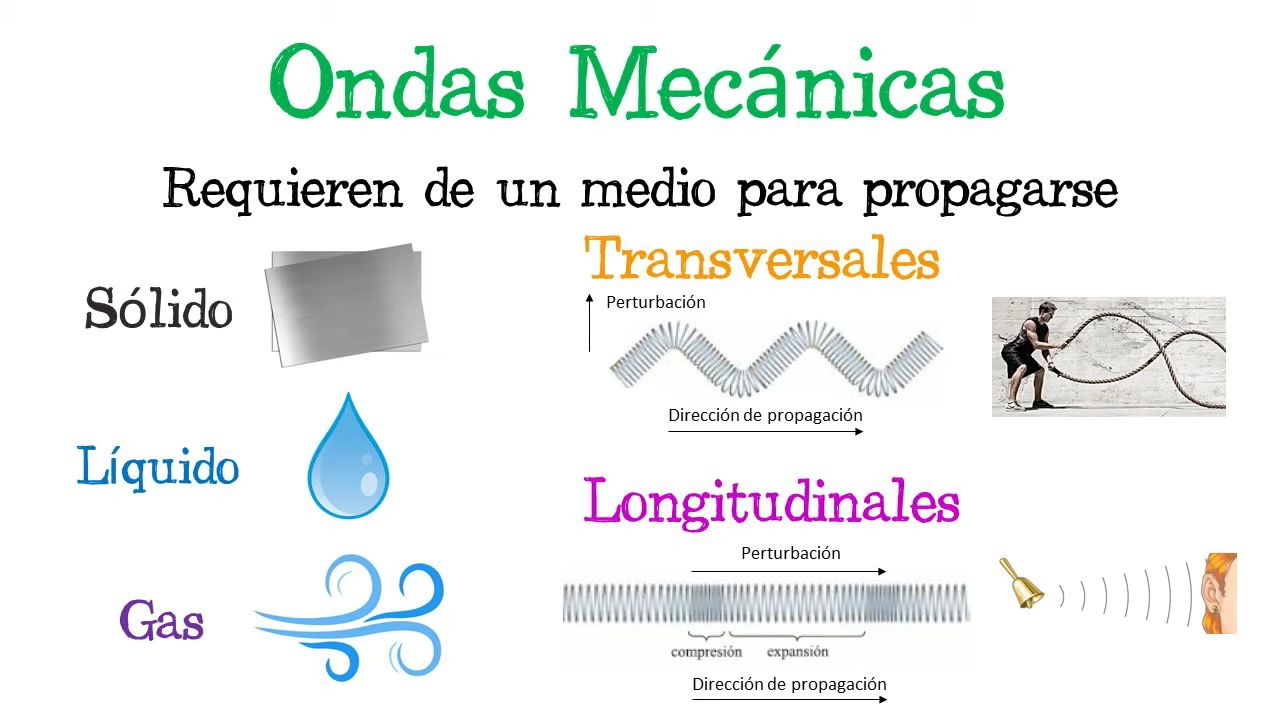 Ondas Mecánicas
Requieren de un medio para propagarse
Sólido
Líquido
Gas
Transversales
Perturbación
Dirección de propagación
Longitudinales
Perturbación
compresión
expansión
Dirección de propagación